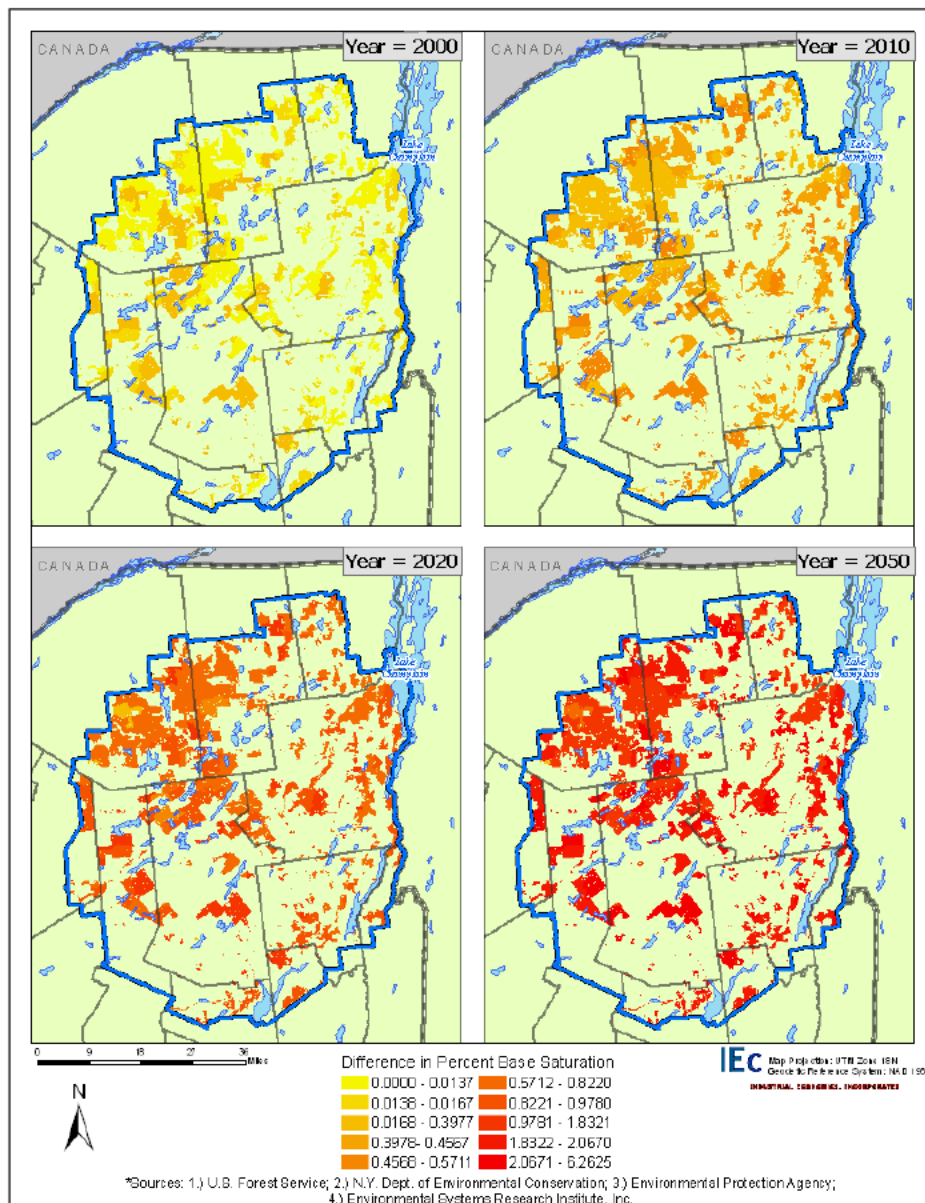 CANADA
Year = 2000
CANADA
Year = 2010
Lake
Champlain
Lake
Champlain
CANADA
Year = 2020
CANADA
Year = 2050
Lake
Champlain
Lake
Champlain
0 9 18 27 36
Miles
N
Difference in Percent Base Saturation
0.0000 - 0.0137
0.0138 - 0.0167
0.0168 - 0.3977
0.3978- 0.4567
0.4568 - 0.5711
0.5712 - 0.8220
0.8221 - 0.9780
0.9781 - 1.8321
1.8322 - 2.0670
2.0671 - 6.2625
IEc
Map Projection: UTM Zone 18N
Geodetic Reference System: NAD 198
INDUSTRIAL ECONOMICS, INCORPORATED
*Sources: 1.) U.S. Forest Service; 2.) N.Y. Dept. of Environmental Conservation; 3.) Environmental Protection Agency;
4.) Environmental Systems Research Institute, Inc.